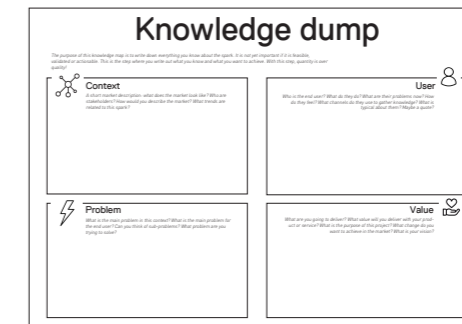 Knowledge dump
The purpose of this knowledge map is to write down everything you know about the spark. It is not yet important if it is feasible,
validated or actionable. This is the step where you write out what you know and what you want to achieve. With this step, quantity is over
quality!
Context
A short market description: what does the market look like? Who are
stakeholders? How would you describe the market? What trends are
related to this spark?
User
Who is the end user? What do they do? What are their problems now? How
do they feel? What channels do they use to gather knowledge? What is
typical about them? Maybe a quote?
Problem
What is the main problem in this context? What is the main problem for
the end user? Can you think of sub-problems? What problem are you
trying to solve?
Value
What are you going to deliver? What value will you deliver with your prod-
uct or service? What is the purpose of this project? What change do you
want to achieve in the market? What is your vision?